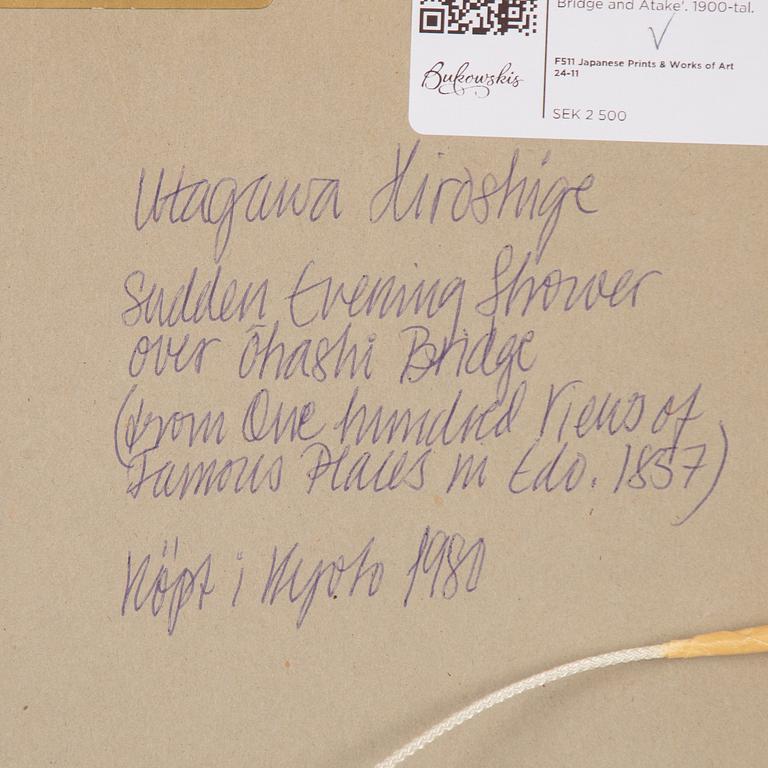 Bridge and Atake'. 1900-tal.
Bukowskis
F511 Japanese Prints & Works of Art
24-11
SEK 2 500
Utagawa Hiroshige
Sudden Evening Shower
over Ōhashi Bridge
(from One hundred Views of
Famous Places in Edo. 1857)
Köpt i Kyoto 1980